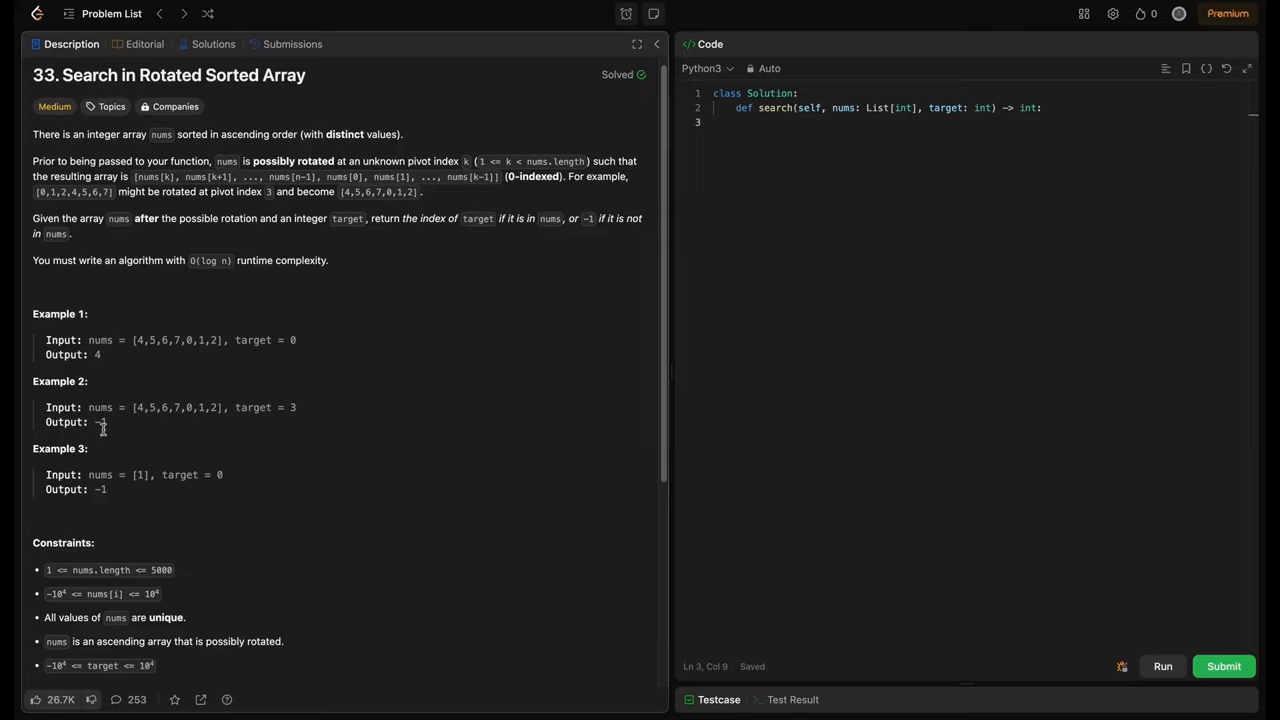 Problem List
0
Premium
Description
Editorial
Solutions
Submissions
33. Search in Rotated Sorted Array
Solved
Medium
Topics
Companies
There is an integer array nums sorted in ascending order (with distinct values).
Prior to being passed to your function, nums is possibly rotated at an unknown pivot index k (1 <= k < nums.length) such that
the resulting array is [nums[k], nums[k+1], ..., nums[n-1], nums[0], nums[1], ..., nums[k-1]] (0-indexed). For example,
[0,1,2,4,5,6,7] might be rotated at pivot index 3 and become [4,5,6,7,0,1,2].
Given the array nums after the possible rotation and an integer target, return the index of target if it is in nums, or -1 if it is not
in nums.
You must write an algorithm with O(log n) runtime complexity.
Example 1:
Input: nums = [4,5,6,7,0,1,2], target = 0
Output: 4
Example 2:
Input: nums = [4,5,6,7,0,1,2], target = 3
Output: -1
Example 3:
Input: nums = [1], target = 0
Output: -1
Constraints:
• 1 <= nums.length <= 5000
• -10⁴ <= nums[i] <= 10⁴
• All values of nums are unique.
• nums is an ascending array that is possibly rotated.
• -10⁴ <= target <= 10⁴
26.7K
253
</> Code
Python3
Auto
1 class Solution:
2     def search(self, nums: List[int], target: int) -> int:
3
Ln 3, Col 9 Saved
Run
Submit
Testcase
>_ Test Result